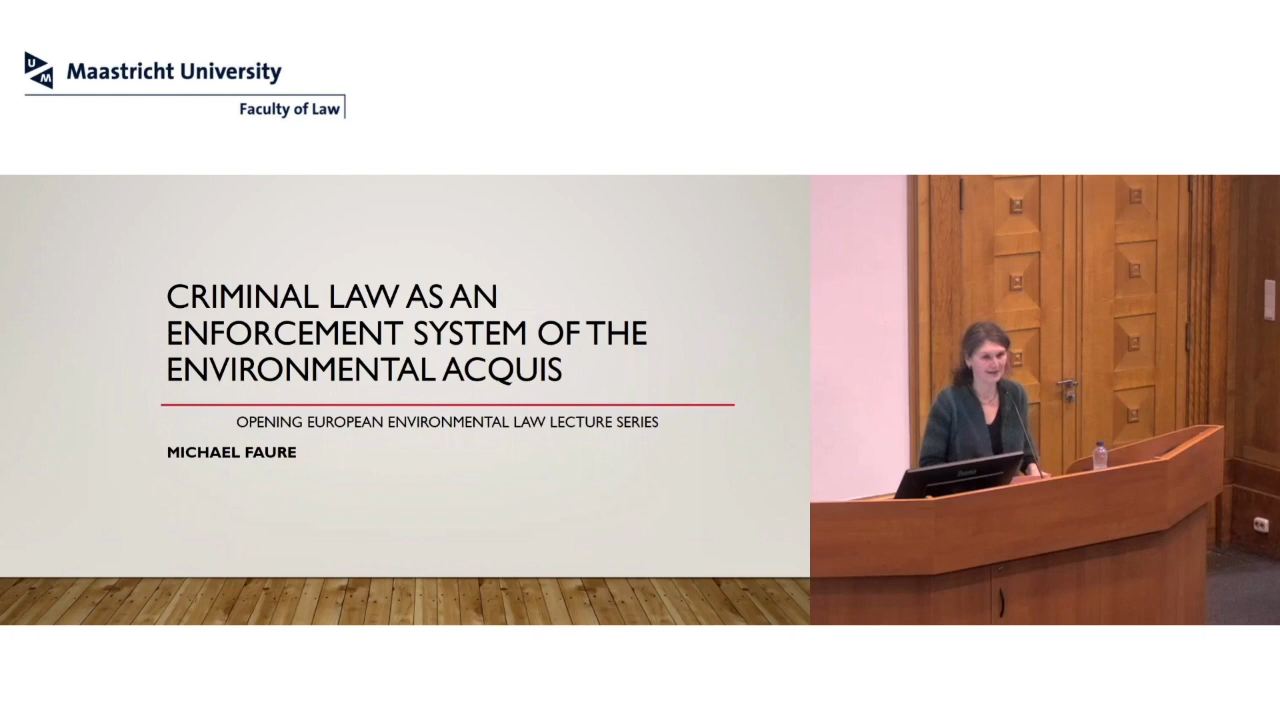 UM
Maastricht University
Faculty of Law
CRIMINAL LAW AS AN
ENFORCEMENT SYSTEM OF THE
ENVIRONMENTAL ACQUIS
OPENING EUROPEAN ENVIRONMENTAL LAW LECTURE SERIES
MICHAEL FAURE